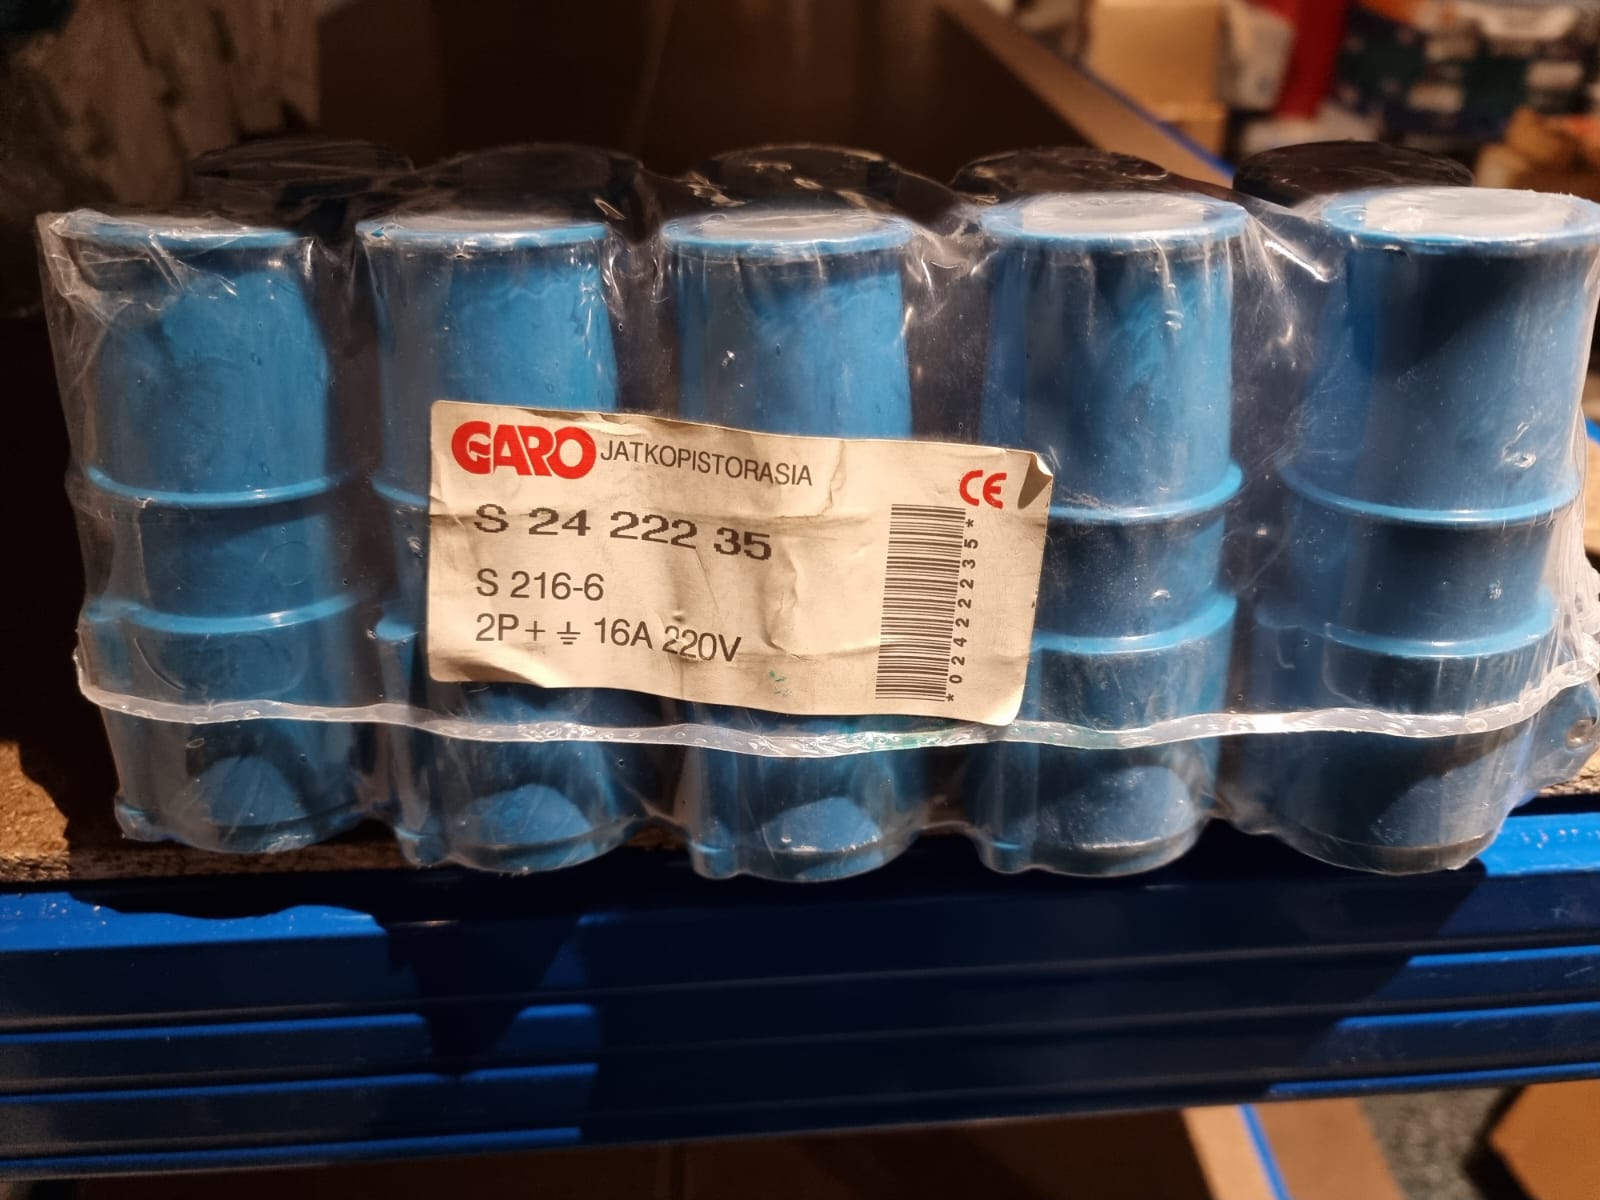 GARO JATKOPISTORASIA
CE
S 24 222 35
S 216-6
2P + ⏚ 16A 220V
*02422235*